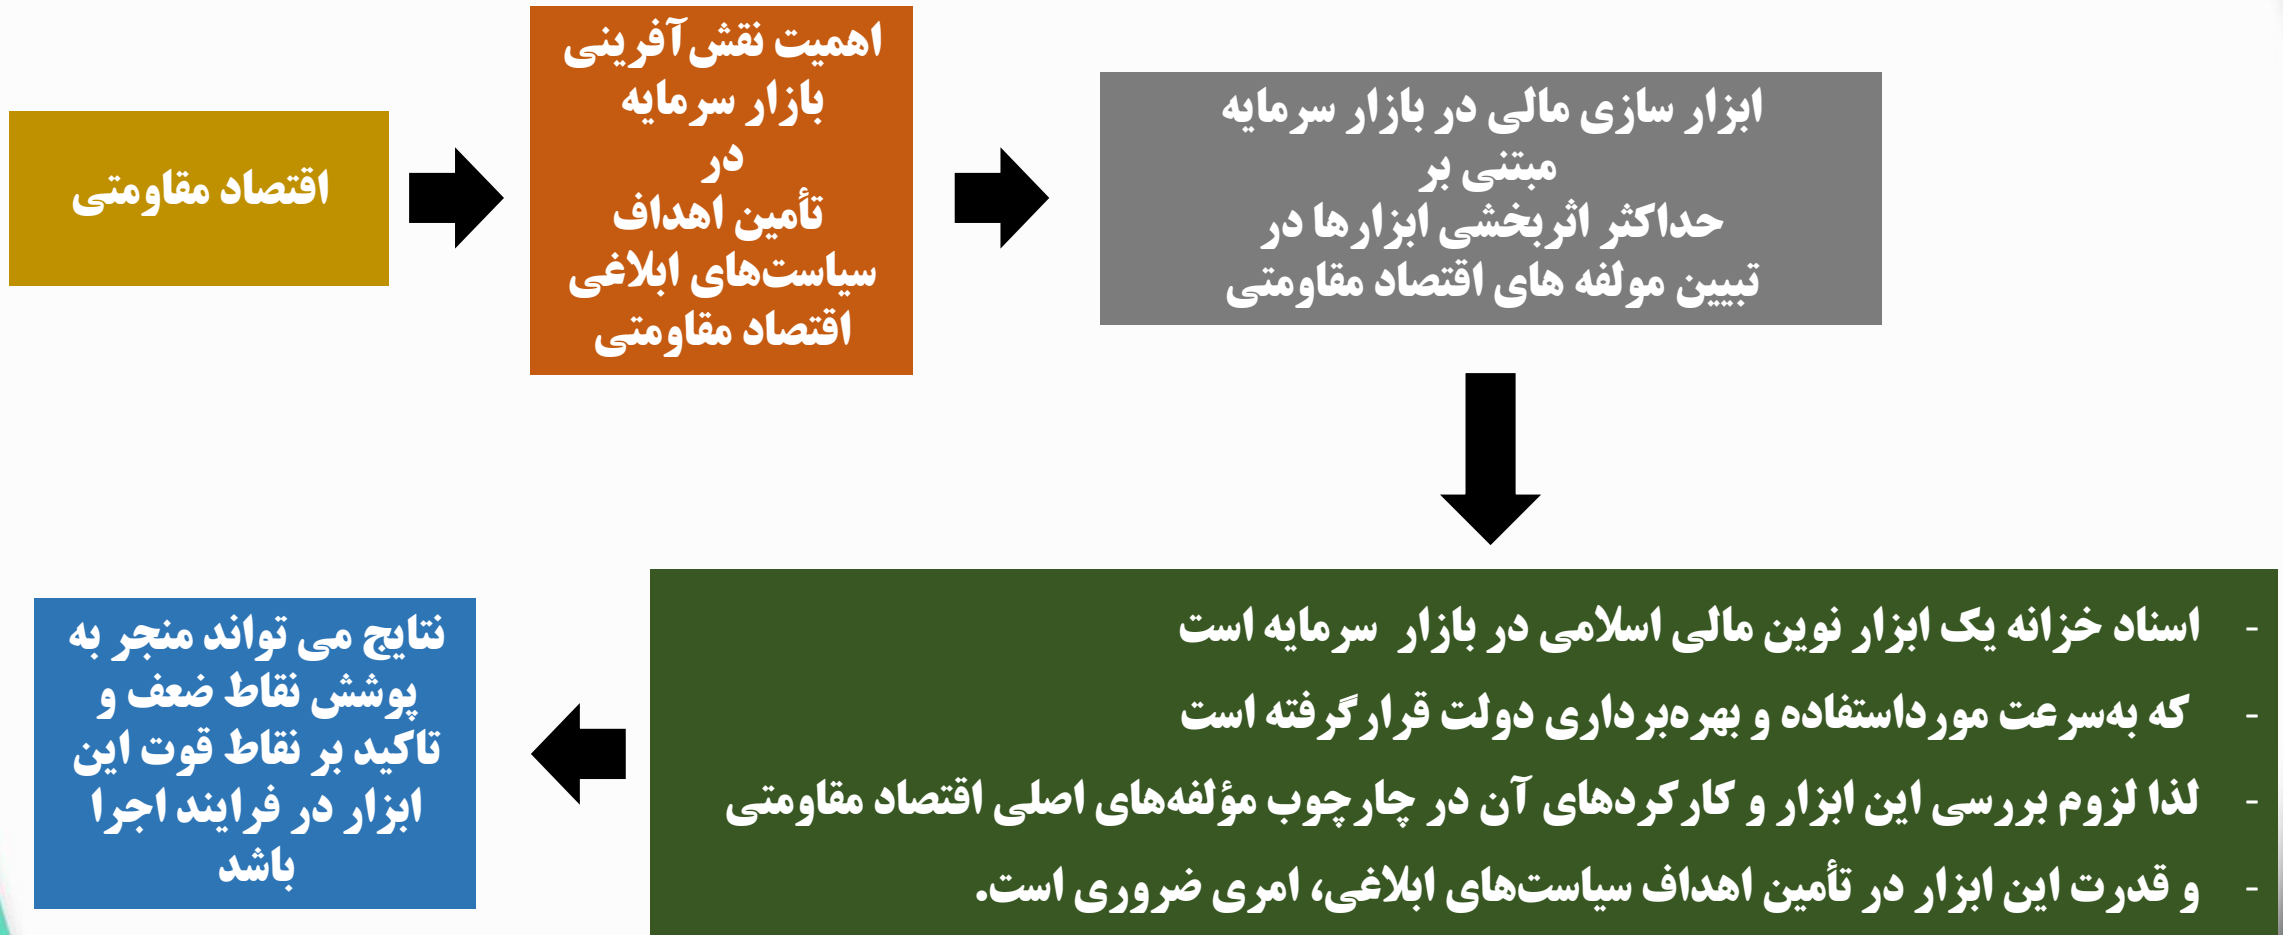 اقتصاد مقاومتی
اهمیت نقش‌آفرینی
بازار سرمایه
در
تأمین اهداف
سیاست‌های ابلاغی
اقتصاد مقاومتی
ابزار سازی مالی در بازار سرمایه
مبتنی بر
حداکثر اثربخشی ابزارها در
تبیین مولفه های اقتصاد مقاومتی
- اسناد خزانه یک ابزار نوین مالی اسلامی در بازار سرمایه است
- که به‌سرعت مورداستفاده و بهره‌برداری دولت قرارگرفته است
- لذا لزوم بررسی این ابزار و کارکردهای آن در چارچوب مؤلفه‌های اصلی اقتصاد مقاومتی
- و قدرت این ابزار در تأمین اهداف سیاست‌های ابلاغی، امری ضروری است.
نتایج می تواند منجر به
پوشش نقاط ضعف و
تاکید بر نقاط قوت این
ابزار در فرایند اجرا
باشد